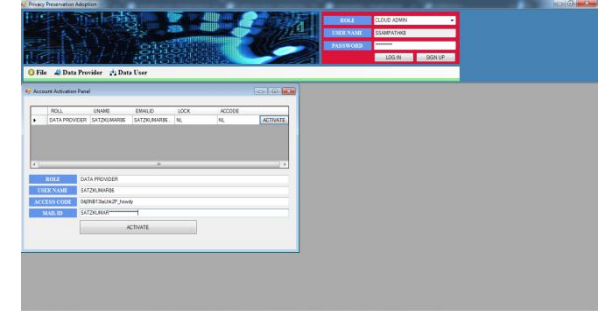 Privacy Preservation Adoption
ROLE CLOUD ADMIN
USER NAME SSAMPATHKB
PASSWORD ********
LOG IN SIGN UP
File Data Provider Data User
Account Activation Panel
ROLL UNAME EMAILID LOCK ACCODE
DATA PROVIDER SATZKUMAR86 SATZKUMAR86... NL NL ACTIVATE
ROLE DATA PROVIDER
USER NAME SATZKUMAR86
ACCESS CODE
MAIL ID SATZKUMAR
ACTIVATE